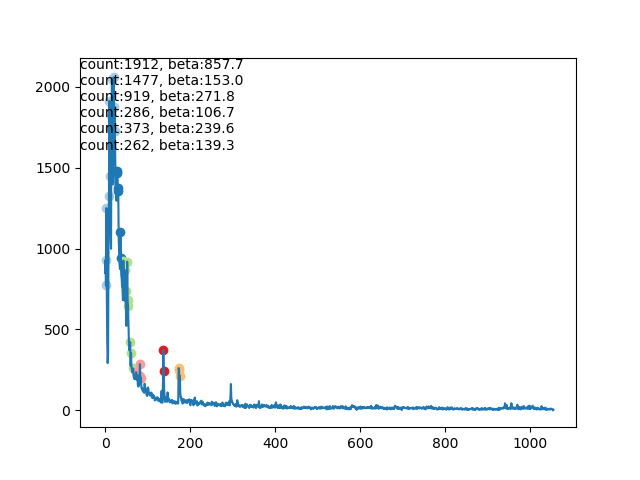 count:1912, beta:857.7
count:1477, beta:153.0
count:919, beta:271.8
count:286, beta:106.7
count:373, beta:239.6
count:262, beta:139.3
2000
1500
1000
500
0
0 200 400 600 800 1000